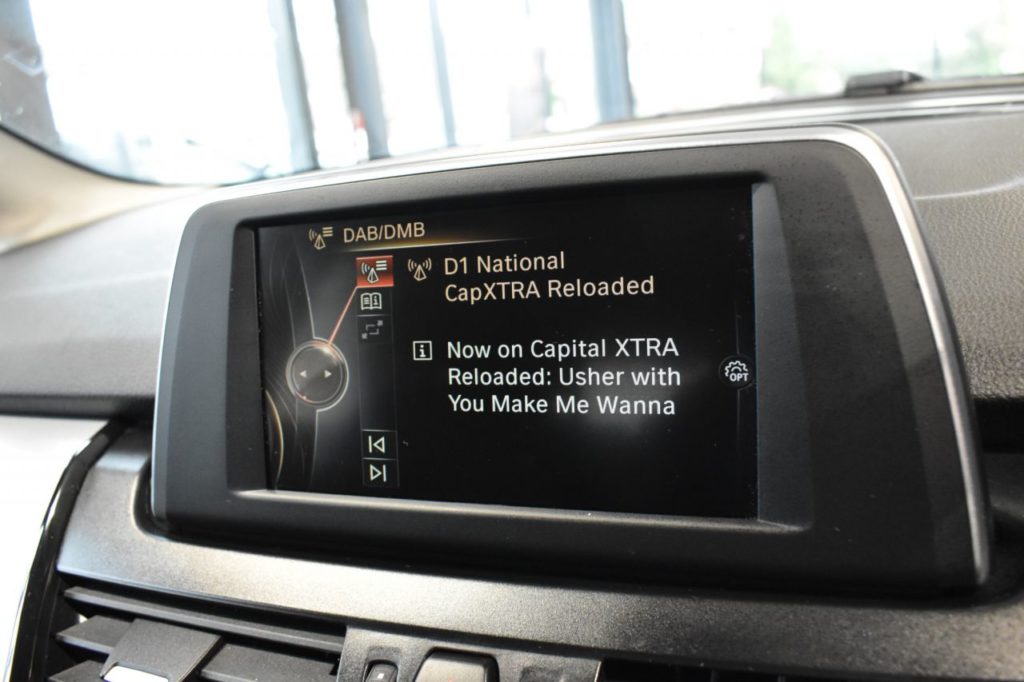 DAB/DMB
D1 National
CapXTRA Reloaded
Now on Capital XTRA
Reloaded: Usher with
You Make Me Wanna
OPT